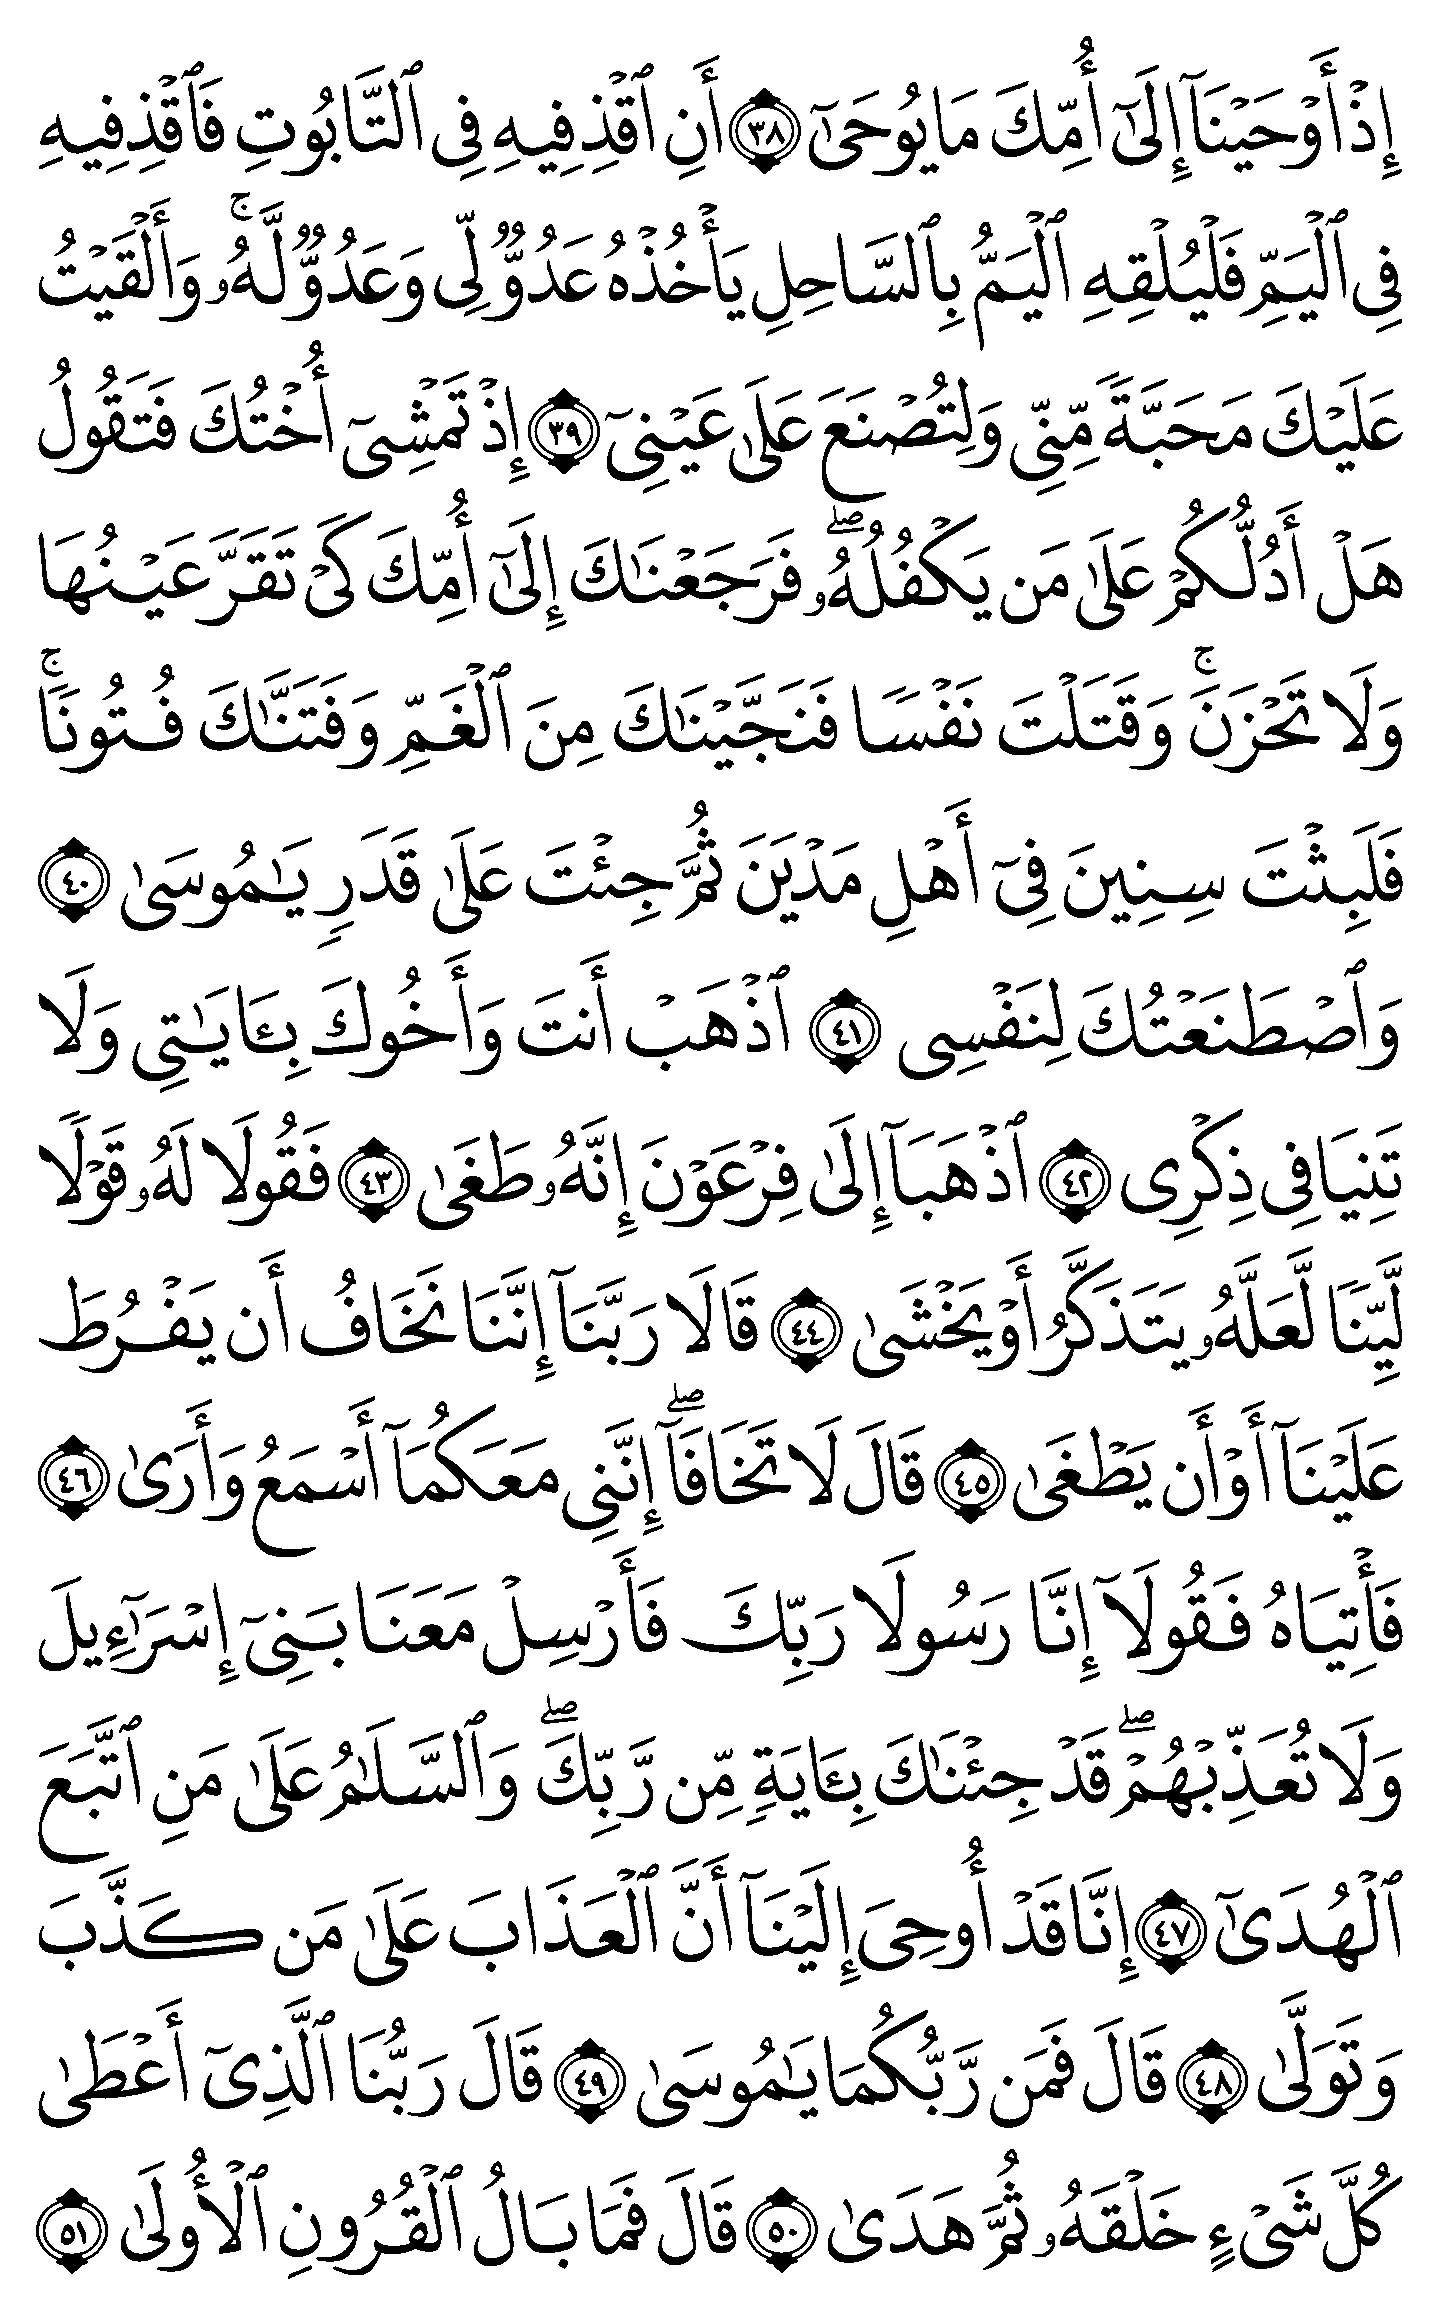 إِذۡ أَوۡحَيۡنَآ إِلَىٰٓ أُمِّكَ مَا يُوحَىٰٓ ٣٨ أَنِ ٱقۡذِفِيهِ فِي ٱلتَّابُوتِ فَٱقۡذِفِيهِ
فِي ٱلۡيَمِّ فَلۡيُلۡقِهِ ٱلۡيَمُّ بِٱلسَّاحِلِ يَأۡخُذۡهُ عَدُوّٞ لِّي وَعَدُوّٞ لَّهُۥۚ وَأَلۡقَيۡتُ
عَلَيۡكَ مَحَبَّةٗ مِّنِّي وَلِتُصۡنَعَ عَلَىٰ عَيۡنِيٓ ٣٩ إِذۡ تَمۡشِيٓ أُخۡتُكَ فَتَقُولُ
هَلۡ أَدُلُّكُمۡ عَلَىٰ مَن يَكۡفُلُهُۥۖ فَرَجَعۡنَٰكَ إِلَىٰٓ أُمِّكَ كَيۡ تَقَرَّ عَيۡنُهَا
وَلَا تَحۡزَنَۚ وَقَتَلۡتَ نَفۡسٗا فَنَجَّيۡنَٰكَ مِنَ ٱلۡغَمِّ وَفَتَنَّٰكَ فُتُونٗاۚ
فَلَبِثۡتَ سِنِينَ فِيٓ أَهۡلِ مَدۡيَنَ ثُمَّ جِئۡتَ عَلَىٰ قَدَرٖ يَٰمُوسَىٰ ٤٠
وَٱصۡطَنَعۡتُكَ لِنَفۡسِي ٤١ ٱذۡهَبۡ أَنتَ وَأَخُوكَ بِـَٔايَٰتِي وَلَا
تَنِيَا فِي ذِكۡرِي ٤٢ ٱذۡهَبَآ إِلَىٰ فِرۡعَوۡنَ إِنَّهُۥ طَغَىٰ ٤٣ فَقُولَا لَهُۥ قَوۡلٗا
لَّيِّنٗا لَّعَلَّهُۥ يَتَذَكَّرُ أَوۡ يَخۡشَىٰ ٤٤ قَالَا رَبَّنَآ إِنَّنَا نَخَافُ أَن يَفۡرُطَ
عَلَيۡنَآ أَوۡ أَن يَطۡغَىٰ ٤٥ قَالَ لَا تَخَافَآۖ إِنَّنِي مَعَكُمَآ أَسۡمَعُ وَأَرَىٰ ٤٦
فَأۡتِيَاهُ فَقُولَآ إِنَّا رَسُولَا رَبِّكَ فَأَرۡسِلۡ مَعَنَا بَنِيٓ إِسۡرَٰٓءِيلَ
وَلَا تُعَذِّبۡهُمۡۖ قَدۡ جِئۡنَٰكَ بِـَٔايَةٖ مِّن رَّبِّكَۖ وَٱلسَّلَٰمُ عَلَىٰ مَنِ ٱتَّبَعَ
ٱلۡهُدَىٰٓ ٤٧ إِنَّا قَدۡ أُوحِيَ إِلَيۡنَآ أَنَّ ٱلۡعَذَابَ عَلَىٰ مَن كَذَّبَ
وَتَوَلَّىٰ ٤٨ قَالَ فَمَن رَّبُّكُمَا يَٰمُوسَىٰ ٤٩ قَالَ رَبُّنَا ٱلَّذِيٓ أَعۡطَىٰ
كُلَّ شَيۡءٍ خَلۡقَهُۥ ثُمَّ هَدَىٰ ٥٠ قَالَ فَمَا بَالُ ٱلۡقُرُونِ ٱلۡأُولَىٰ ٥١